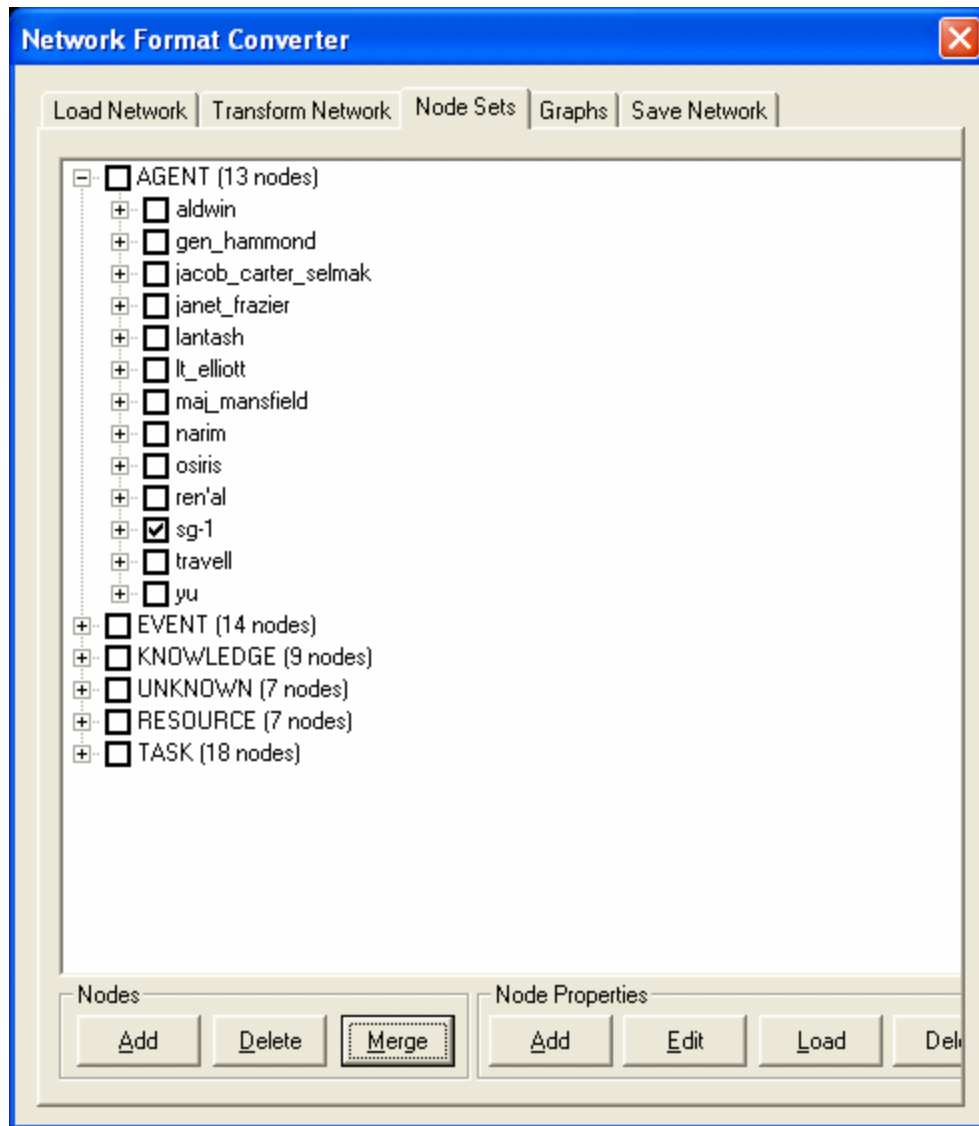 Network Format Converter
Load Network Transform Network Node Sets Graphs Save Network
AGENT (13 nodes)
aldwin
gen_hammond
jacob_carter_selmak
janet_frazier
lantash
lt_elliott
maj_mansfield
narim
osiris
ren'al
sg-1
travell
yu
EVENT (14 nodes)
KNOWLEDGE (9 nodes)
UNKNOWN (7 nodes)
RESOURCE (7 nodes)
TASK (18 nodes)
Nodes Node Properties
Add Delete Merge Add Edit Load